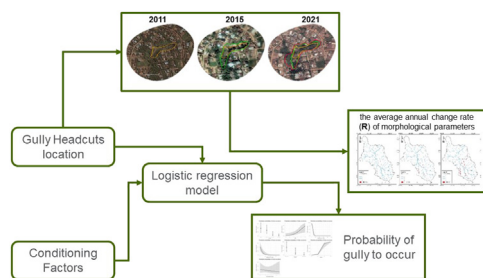 2011
2015
2021
the average annual change rate
(R) of morphological parameters
Gully Headcuts
location
Logistic regression
model
Conditioning
Factors
Probability of
gully to occur